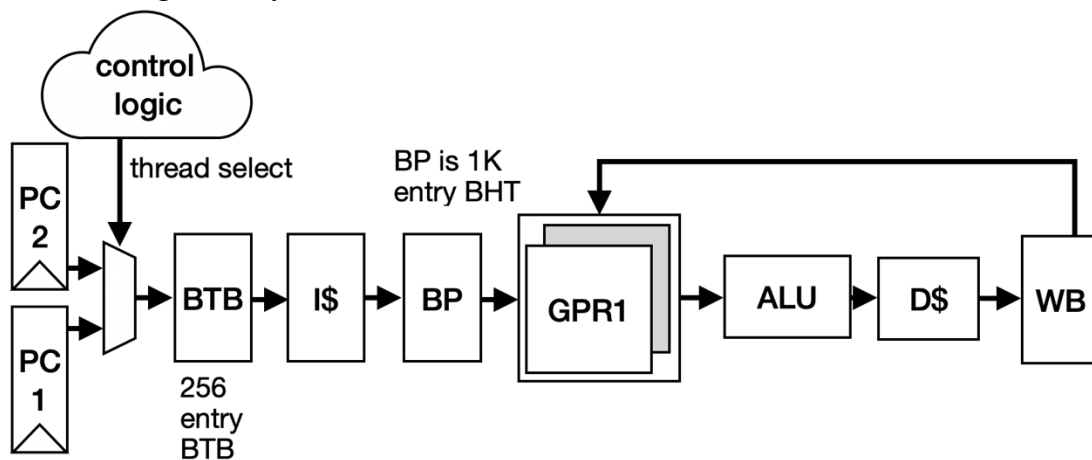 control
logic
thread select
PC
2
PC
1
BTB
256
entry
BTB
I$
BP is 1K
entry BHT
BP
GPR1
ALU
D$
WB